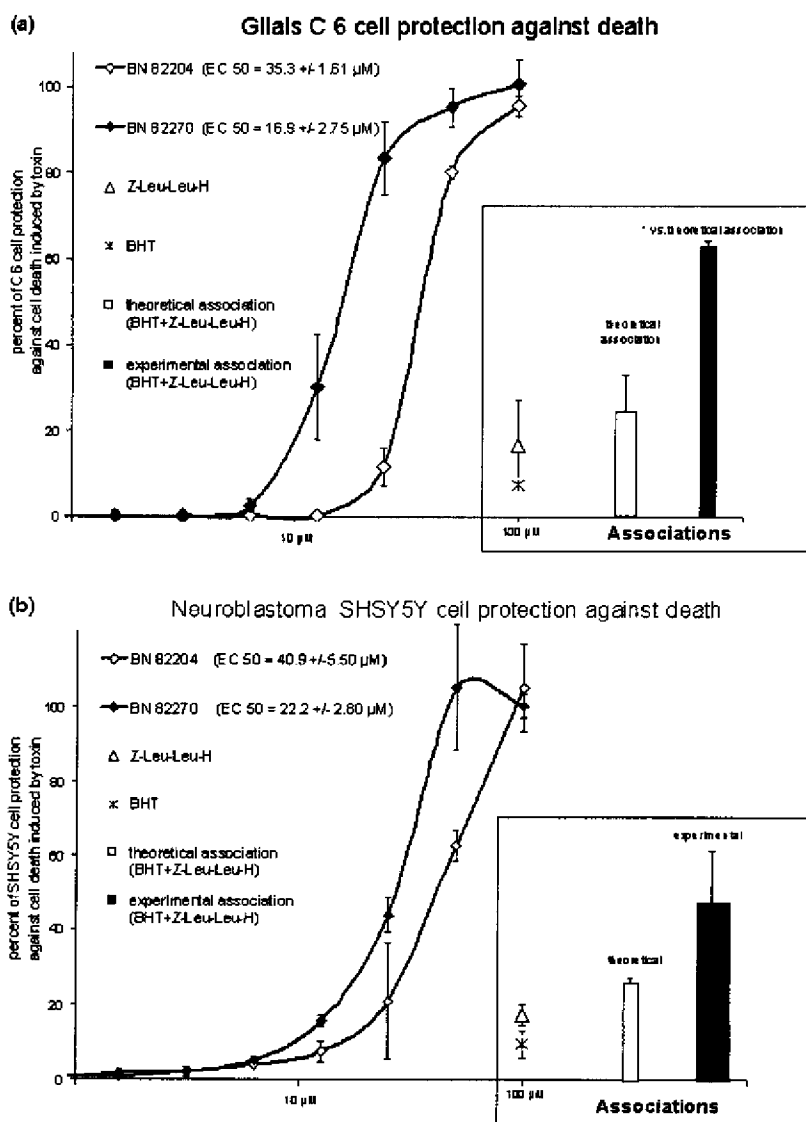 (a)
Glials C 6 cell protection against death
percent of C 6 cell protection
against cell death induced by toxin
100
80
60
40
20
0
BN 82204 (EC 50 = 35.3 +/-1.61 µM)
BN 82270 (EC 50 = 16.9 +/-2.75 µM)
Z-Leu-Leu-H
BHT
theoretical association
(BHT+Z-Leu-Leu-H)
experimental association
(BHT+Z-Leu-Leu-H)
* vs. theoretical association
theoretical
association
10 µM
100 µM
Associations
(b)
Neuroblastoma SHSY5Y cell protection against death
percent of SHSY5Y cell protection
against cell death induced by toxin
100
80
60
40
20
0
BN 82204 (EC 50 = 40.9 +/-5.50 µM)
BN 82270 (EC 50 = 22.2 +/-2.80 µM)
Z-Leu-Leu-H
BHT
theoretical association
(BHT+Z-Leu-Leu-H)
experimental association
(BHT+Z-Leu-Leu-H)
experimental
theoretical
10 µM
100 µM
Associations